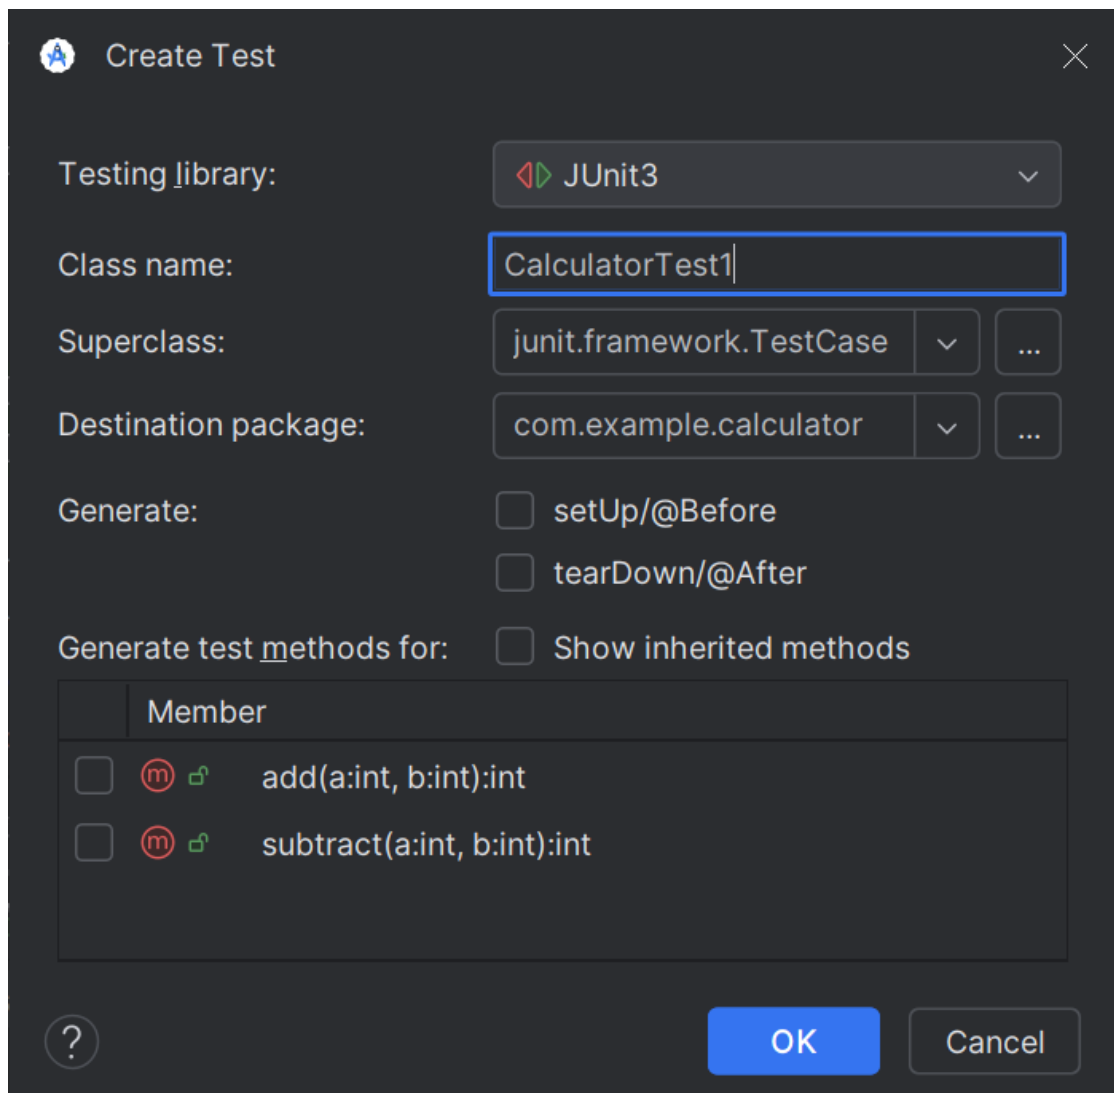 Create Test
Testing library: JUnit3
Class name: CalculatorTest1
Superclass: junit.framework.TestCase ...
Destination package: com.example.calculator ...
Generate: setUp/@Before
tearDown/@After
Generate test methods for: Show inherited methods
Member
m add(a:int, b:int):int
m subtract(a:int, b:int):int
? OK Cancel